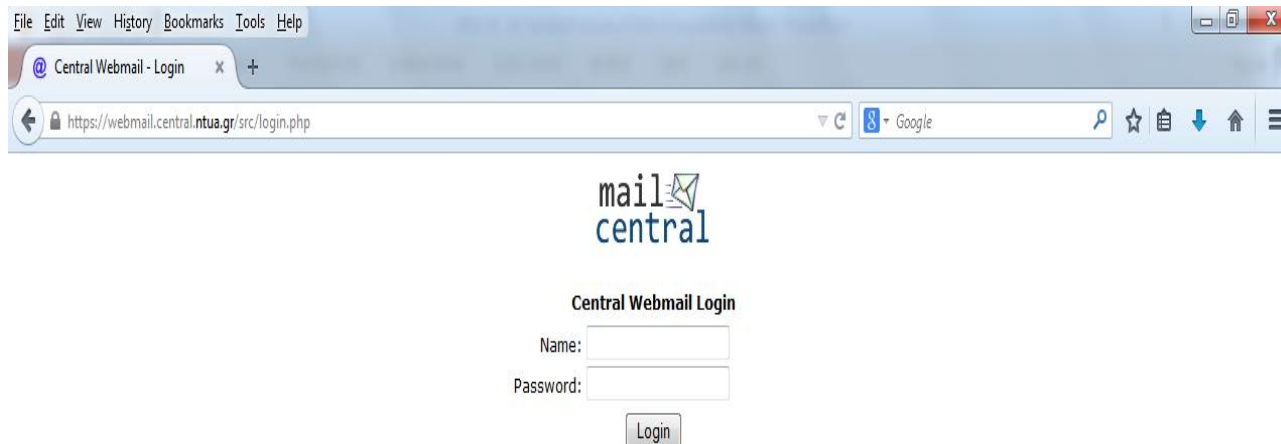 File Edit View History Bookmarks Tools Help
@ Central Webmail - Login x +
https://webmail.central.ntua.gr/src/login.php 8 Google
mail
central
Central Webmail Login
Name:
Password:
Login